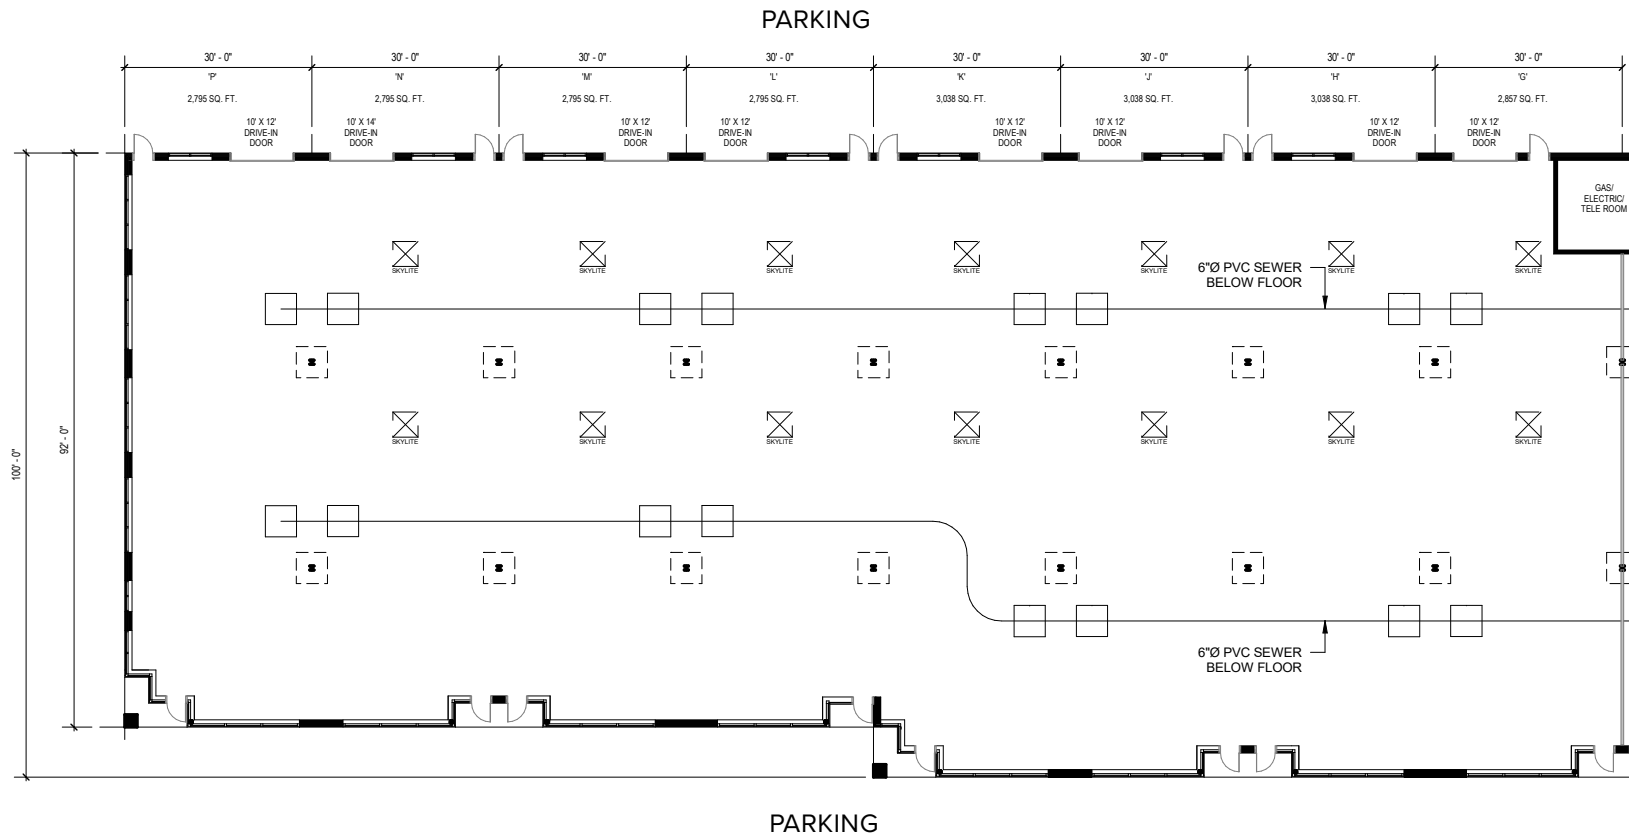 PARKING
30' - 0" 30' - 0" 30' - 0" 30' - 0" 30' - 0" 30' - 0" 30' - 0" 30' - 0"
'P' 'N' 'M' 'L' 'K' 'J' 'H' 'G'
2,795 SQ. FT. 2,795 SQ. FT. 2,795 SQ. FT. 2,795 SQ. FT. 3,038 SQ. FT. 3,038 SQ. FT. 3,038 SQ. FT. 2,857 SQ. FT.
10' X 12' 10' X 14' 10' X 12' 10' X 12' 10' X 12' 10' X 12' 10' X 12' 10' X 12'
DRIVE-IN DRIVE-IN DRIVE-IN DRIVE-IN DRIVE-IN DRIVE-IN DRIVE-IN DRIVE-IN
DOOR DOOR DOOR DOOR DOOR DOOR DOOR DOOR
GAS/
ELECTRIC/
TELE ROOM
SKYLITE SKYLITE SKYLITE SKYLITE SKYLITE SKYLITE SKYLITE
6"Ø PVC SEWER
BELOW FLOOR
SKYLITE SKYLITE SKYLITE SKYLITE SKYLITE SKYLITE SKYLITE
92' - 0"
100' - 0"
6"Ø PVC SEWER
BELOW FLOOR
PARKING